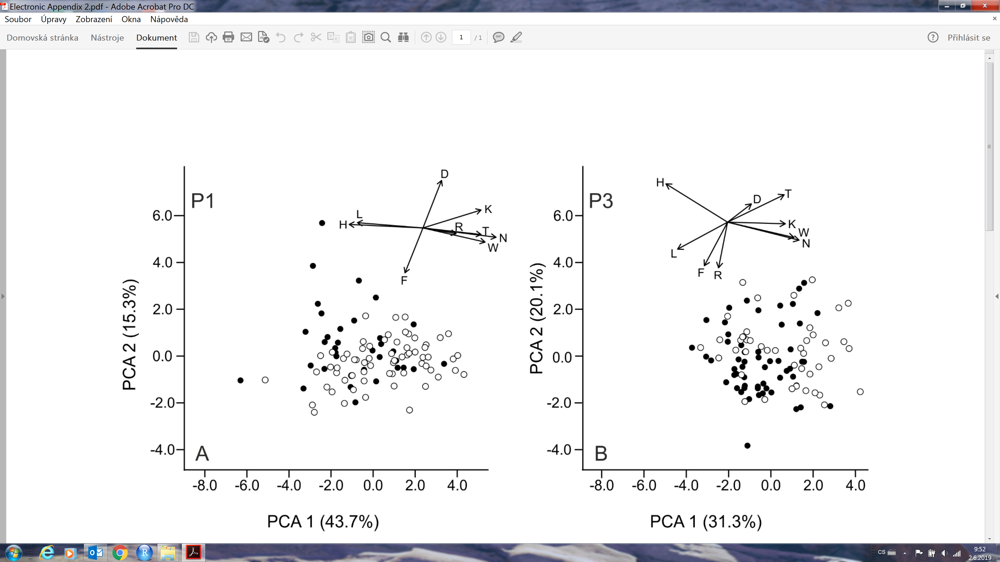 Electronic Appendix 2.pdf - Adobe Acrobat Pro DC
Soubor Úpravy Zobrazení Okna Nápověda
Domovská stránka Nástroje Dokument 1 / 1 Přihlásit se
P1
D
K
L
H
R
T
N
W
F
6.0
4.0
2.0
0.0
-2.0
-4.0
PCA 2 (15.3%)
A
-8.0 -6.0 -4.0 -2.0 0.0 2.0 4.0
PCA 1 (43.7%)
P3
H
D
T
K
W
N
L
F
R
6.0
4.0
2.0
0.0
-2.0
-4.0
PCA 2 (20.1%)
B
-8.0 -6.0 -4.0 -2.0 0.0 2.0 4.0
PCA 1 (31.3%)
CS
9:52
2.6.2019